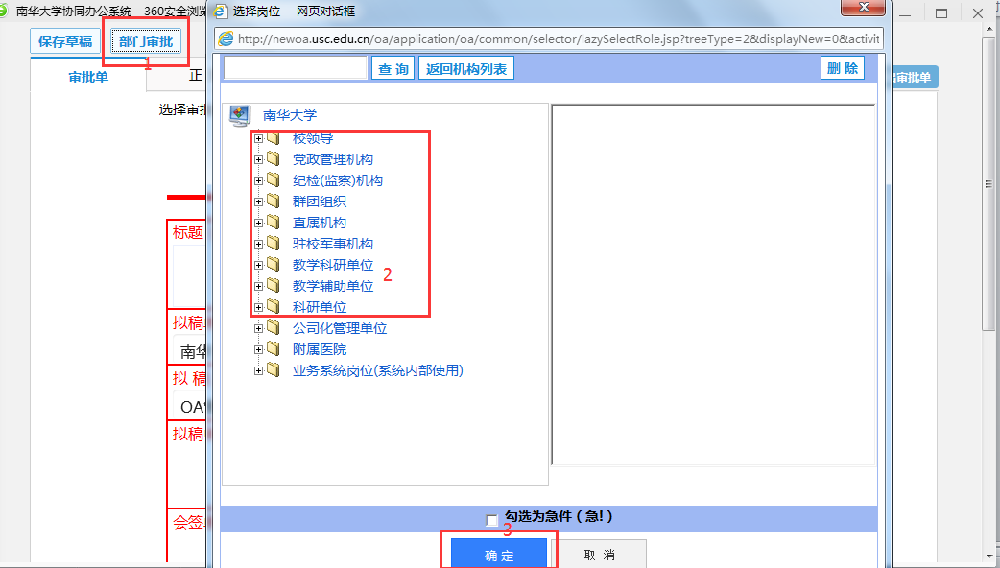 南华大学协同办公系统 - 360安全浏览
选择岗位 -- 网页对话框
保存草稿
部门审批
1
http://newoa.usc.edu.cn/oa/application/oa/common/selector/lazySelectRole.jsp?treeType=2&displayNew=0&activit
查 询
返回机构列表
删 除
审批单
正
审批单
选择审批
南华大学
校领导
党政管理机构
纪检(监察)机构
群团组织
直属机构
驻校军事机构
教学科研单位
2
教学辅助单位
科研单位
公司化管理单位
附属医院
业务系统岗位(系统内部使用)
标题
拟稿
南华
拟 稿
OA
拟稿
会签
勾选为急件 ( 急! )
3
确 定
取 消